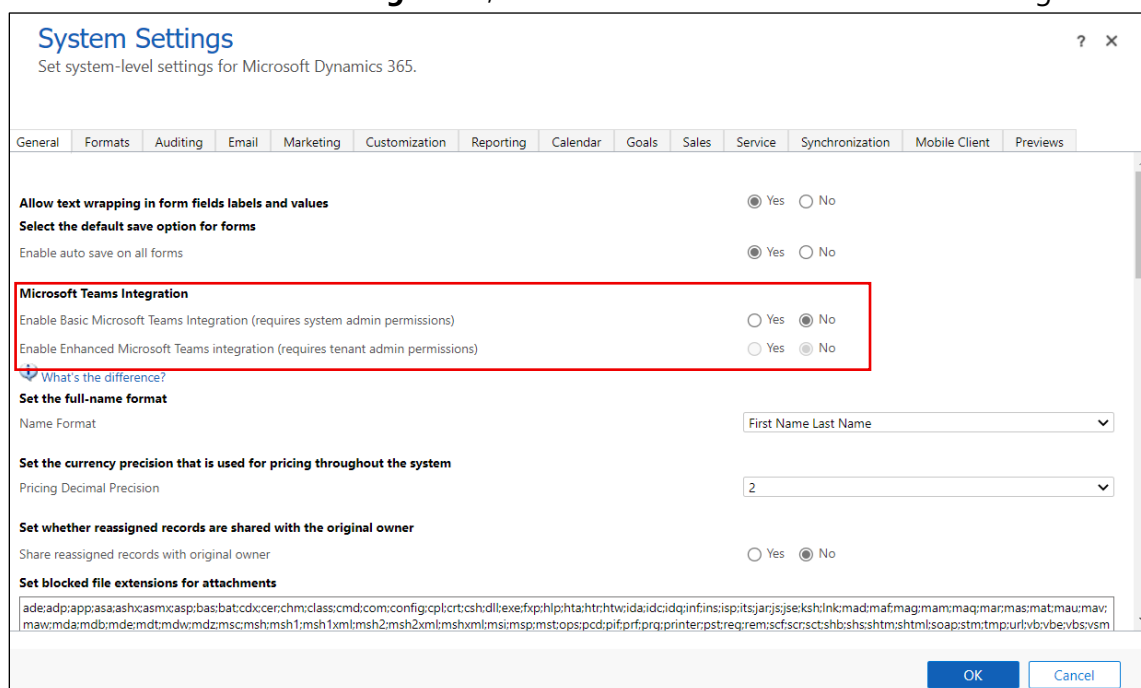 System Settings
? ×
Set system-level settings for Microsoft Dynamics 365.
General Formats Auditing Email Marketing Customization Reporting Calendar Goals Sales Service Synchronization Mobile Client Previews
Allow text wrapping in form fields labels and values Yes No
Select the default save option for forms
Enable auto save on all forms Yes No
Microsoft Teams Integration
Enable Basic Microsoft Teams Integration (requires system admin permissions) Yes No
Enable Enhanced Microsoft Teams integration (requires tenant admin permissions) Yes No
What's the difference?
Set the full-name format
Name Format First Name Last Name
Set the currency precision that is used for pricing throughout the system
Pricing Decimal Precision 2
Set whether reassigned records are shared with the original owner
Share reassigned records with original owner Yes No
Set blocked file extensions for attachments
ade;adp;app;asa;ashx;asmx;asp;bas;bat;cdx;cer;chm;class;cmd;com;config;cpl;crt;csh;dll;exe;fxp;hlp;hta;htr;htw;ida;idc;idq;inf;ins;isp;its;jar;js;jse;ksh;lnk;mad;maf;mag;mam;maq;mar;mas;mat;mau;mav;
maw;mda;mdb;mde;mdt;mdw;mdz;msc;msh;msh1;msh1xml;msh2;msh2xml;mshxml;msi;msp;mst;ops;pcd;pif;prf;prg;printer;pst;reg;rem;scf;scr;sct;shb;shs;shtm;shtml;soap;stm;tmp;url;vb;vbe;vbs;vsm
OK Cancel